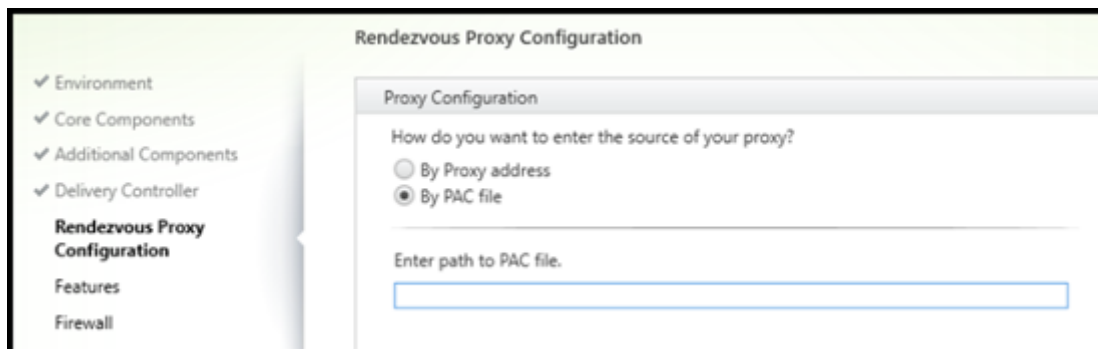 Rendezvous Proxy Configuration
Environment
Core Components
Additional Components
Delivery Controller
Rendezvous Proxy
Configuration
Features
Firewall
Proxy Configuration
How do you want to enter the source of your proxy?
By Proxy address
By PAC file
Enter path to PAC file.